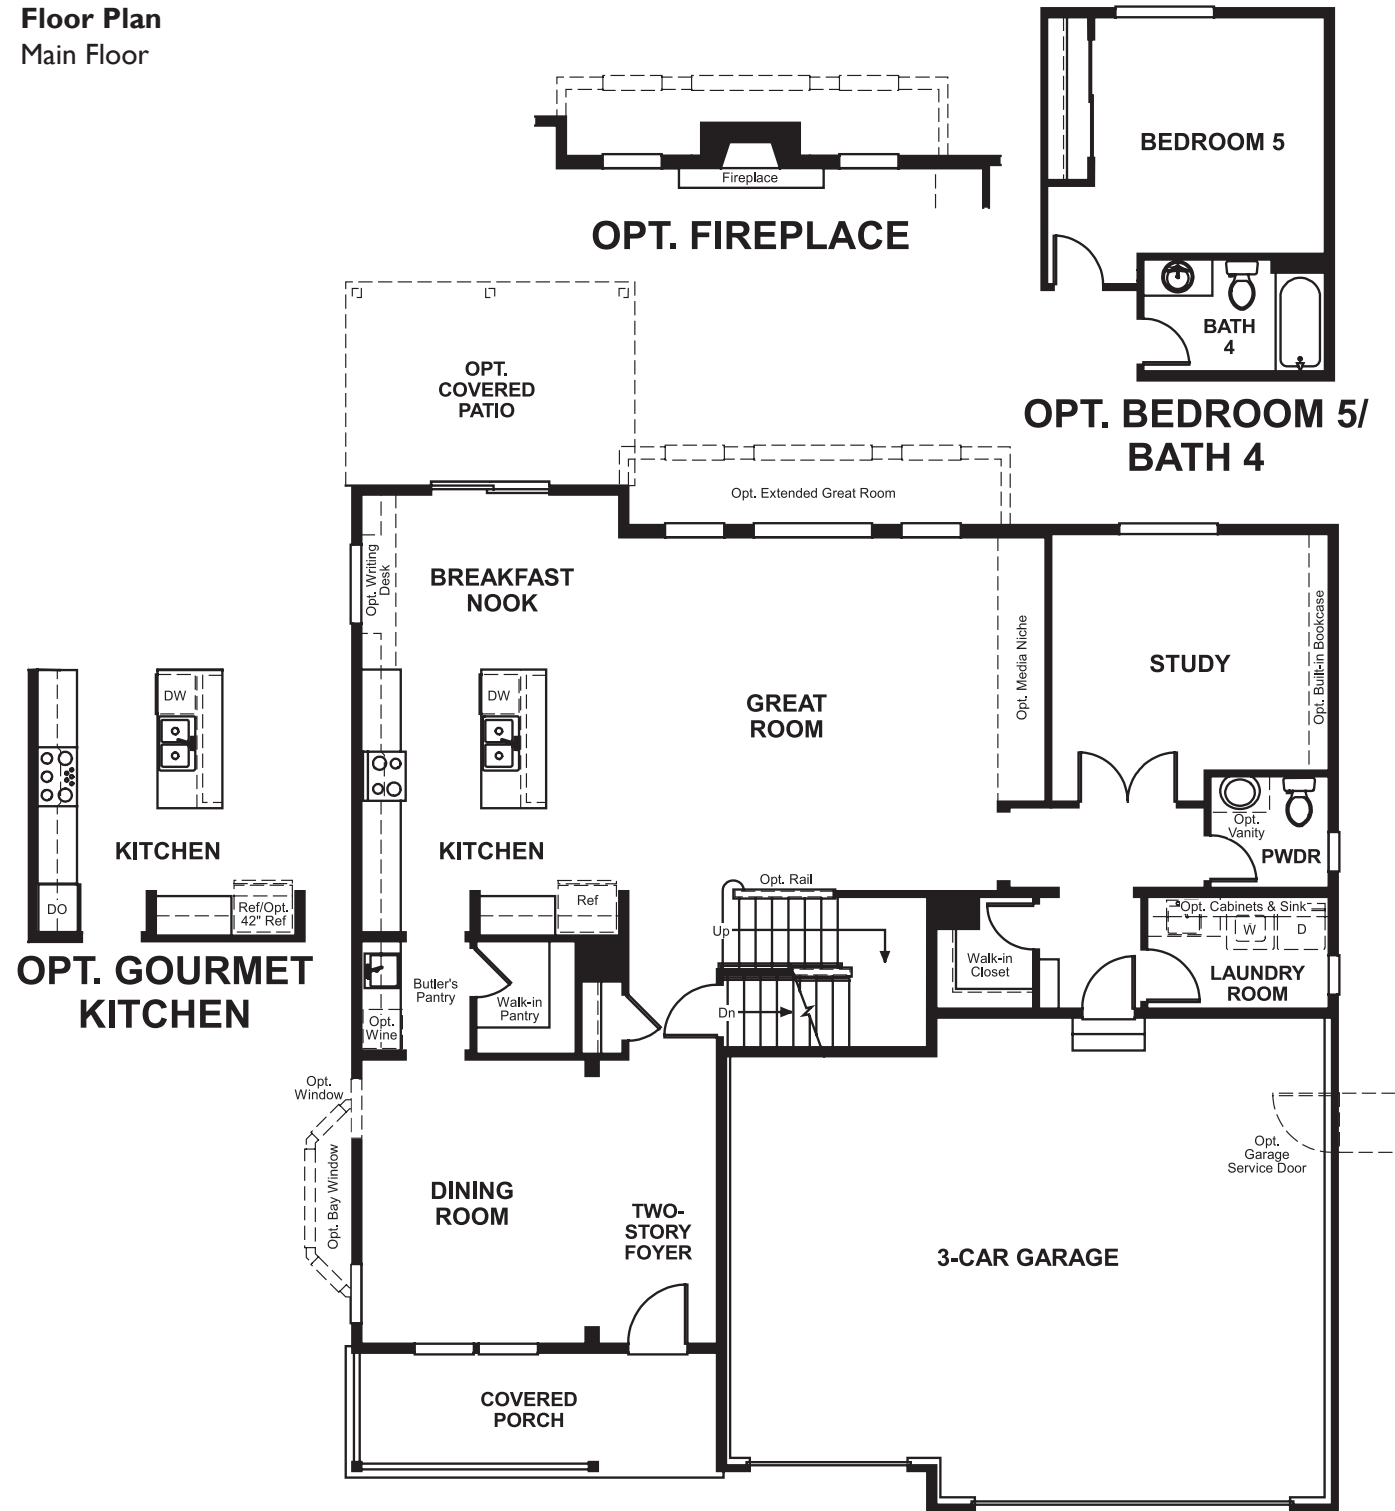 Floor Plan
Main Floor
Fireplace
OPT. FIREPLACE
BEDROOM 5
BATH
4
OPT. BEDROOM 5/
BATH 4
OPT.
COVERED
PATIO
Opt. Extended Great Room
Opt. Writing
Desk
BREAKFAST
NOOK
Opt. Media Niche
STUDY
Opt. Built-in Bookcase
GREAT
ROOM
DW
DW
KITCHEN
KITCHEN
DO
Ref/Opt.
42" Ref
OPT. GOURMET
KITCHEN
Ref
Opt. Rail
Up
Dn
Opt.
Vanity
PWDR
Opt. Cabinets & Sink
W
D
LAUNDRY
ROOM
Walk-in
Closet
Butler's
Pantry
Walk-in
Pantry
Opt.
Wine
Opt.
Window
Opt. Bay Window
DINING
ROOM
TWO-
STORY
FOYER
Opt.
Garage
Service Door
3-CAR GARAGE
COVERED
PORCH